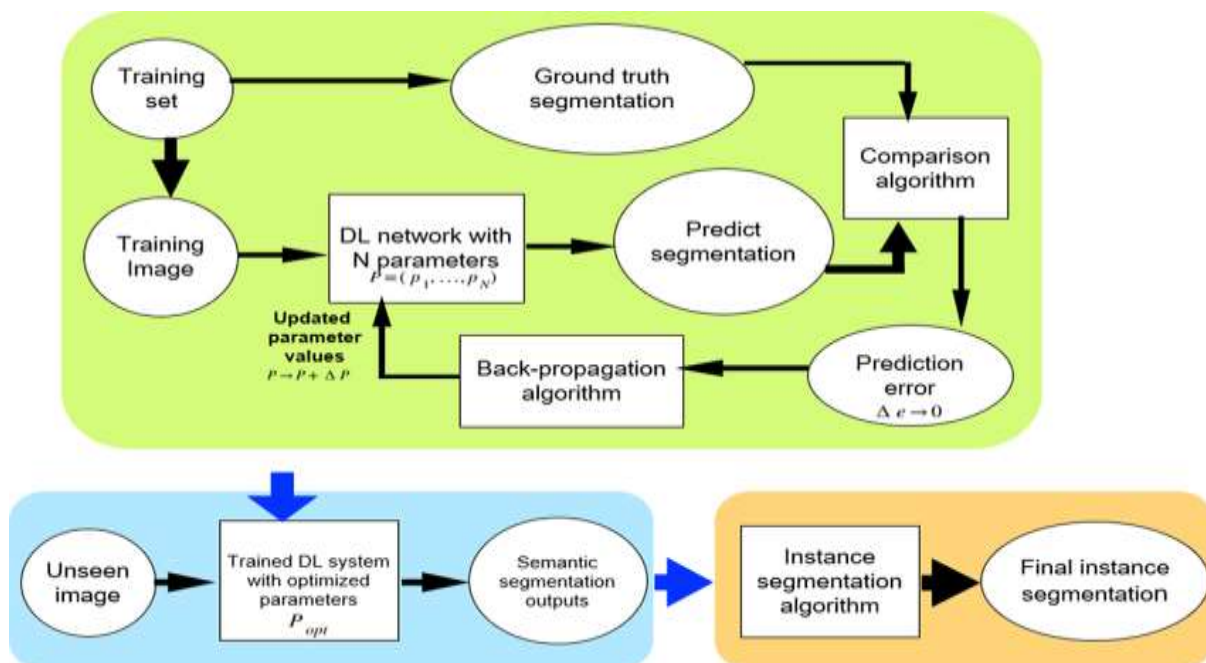 Training
set
Ground truth
segmentation
Comparison
algorithm
Training
Image
DL network with
N parameters
P=(p1,...,pN)
Predict
segmentation
Updated
parameter
values
P→P+ΔP
Back-propagation
algorithm
Prediction
error
Δ e→0
Unseen
image
Trained DL system
with optimized
parameters
Popt
Semantic
segmentation
outputs
Instance
segmentation
algorithm
Final instance
segmentation